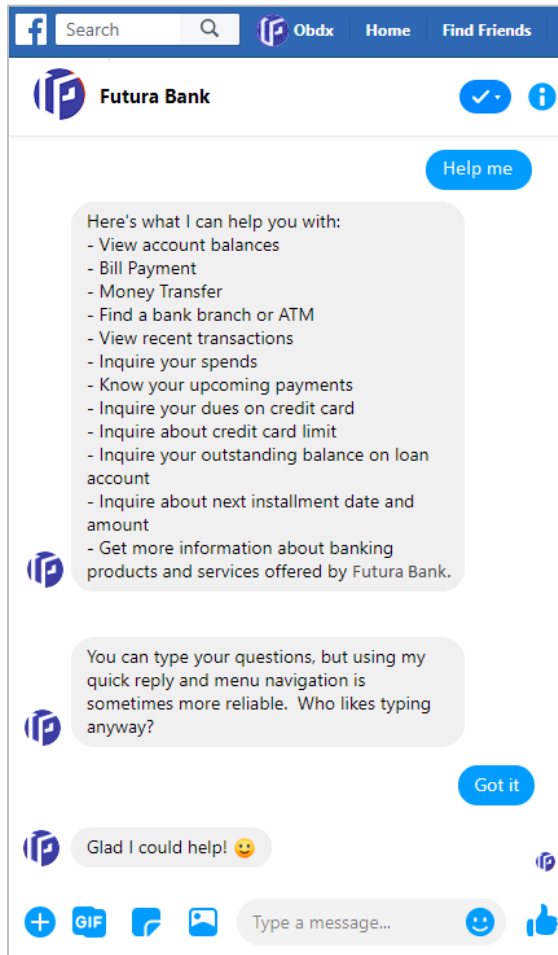 f Search Obdx Home Find Friends
Futura Bank
Help me
Here's what I can help you with:
- View account balances
- Bill Payment
- Money Transfer
- Find a bank branch or ATM
- View recent transactions
- Inquire your spends
- Know your upcoming payments
- Inquire your dues on credit card
- Inquire about credit card limit
- Inquire your outstanding balance on loan
account
- Inquire about next installment date and
amount
- Get more information about banking
products and services offered by Futura Bank.
You can type your questions, but using my
quick reply and menu navigation is
sometimes more reliable.  Who likes typing
anyway?
Got it
Glad I could help! 🙂
GIF Type a message...